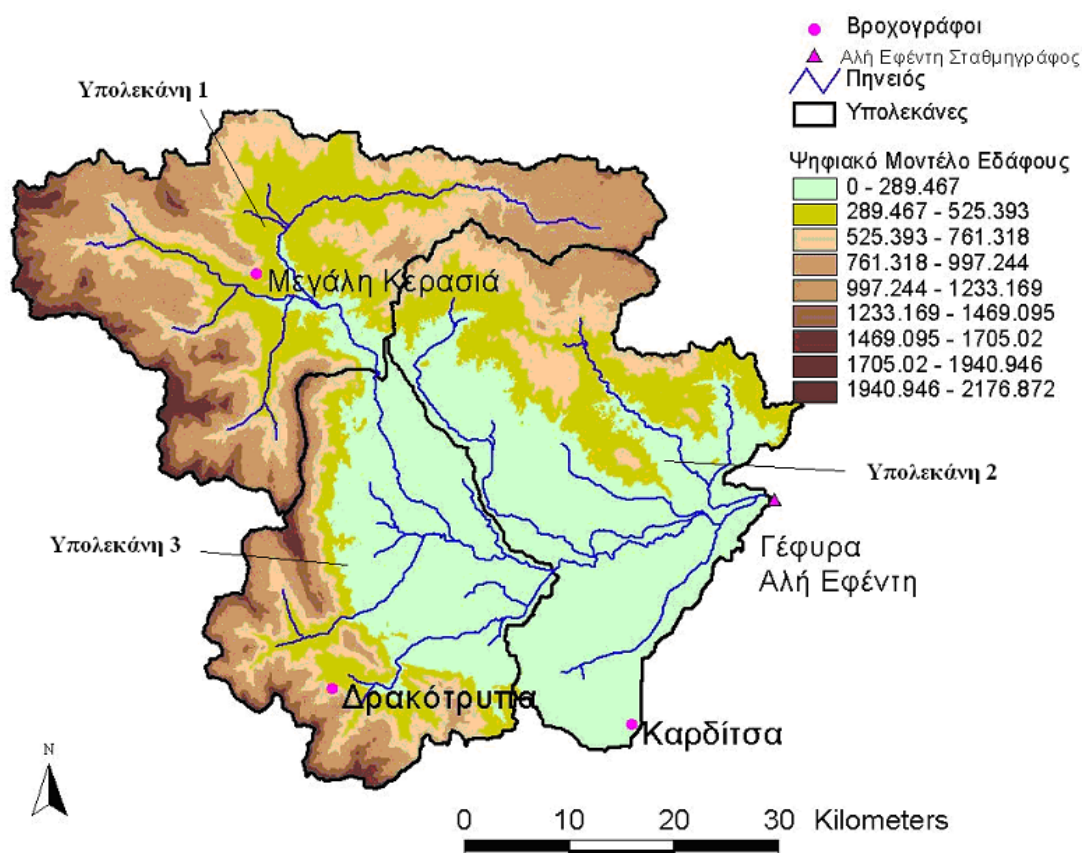 Βροχογράφοι
Αλή Εφέντη Σταθμηγράφος
Πηνειός
Υπολεκάνες
Ψηφιακό Μοντέλο Εδάφους
0 - 289.467
289.467 - 525.393
525.393 - 761.318
761.318 - 997.244
997.244 - 1233.169
1233.169 - 1469.095
1469.095 - 1705.02
1705.02 - 1940.946
1940.946 - 2176.872
Υπολεκάνη 1
Μεγάλη Κερασιά
Υπολεκάνη 2
Υπολεκάνη 3
Γέφυρα
Αλή Εφέντη
Δρακότρυπα
Καρδίτσα
N
0 10 20 30 Kilometers